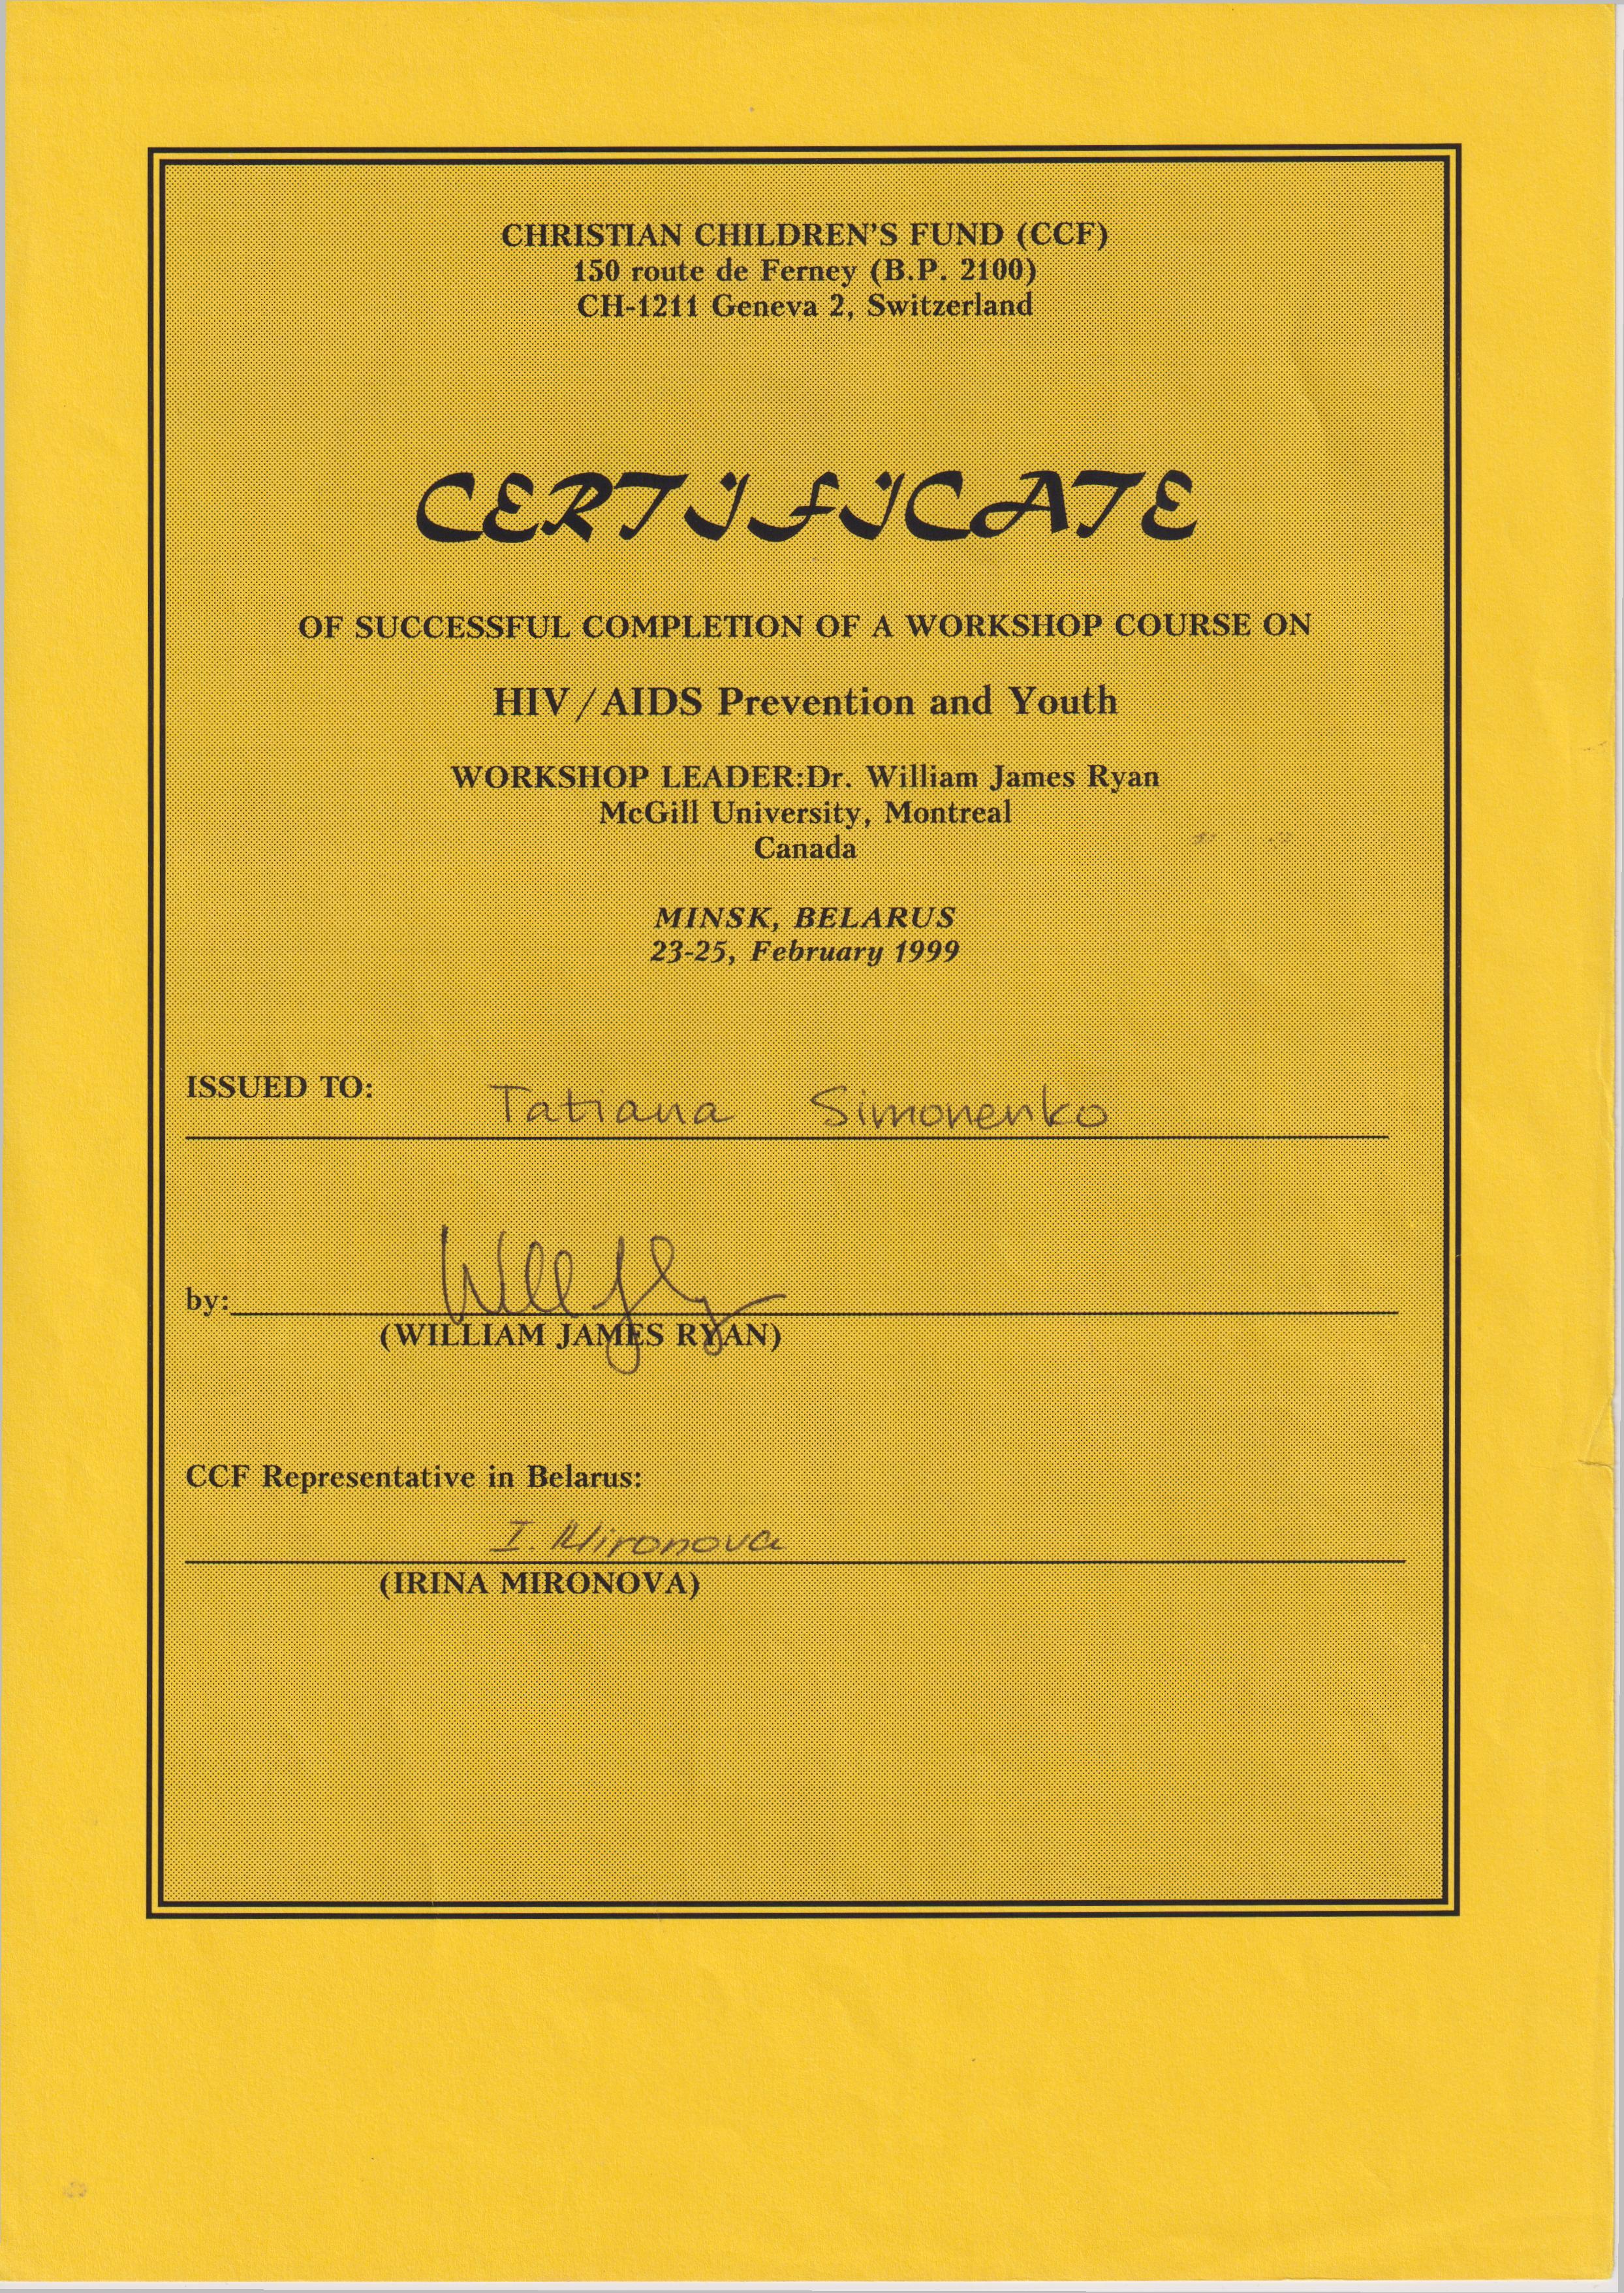 CHRISTIAN CHILDREN'S FUND (CCF)
150 route de Ferney (B.P. 2100)
CH-1211 Geneva 2, Switzerland
CERTIFICATE
OF SUCCESSFUL COMPLETION OF A WORKSHOP COURSE ON
HIV/AIDS Prevention and Youth
WORKSHOP LEADER:Dr. William James Ryan
McGill University, Montreal
Canada
MINSK, BELARUS
23-25, February 1999
ISSUED TO: Tatiana Simonenko
by:
(WILLIAM JAMES RYAN)
CCF Representative in Belarus:
I. Mironova
(IRINA MIRONOVA)